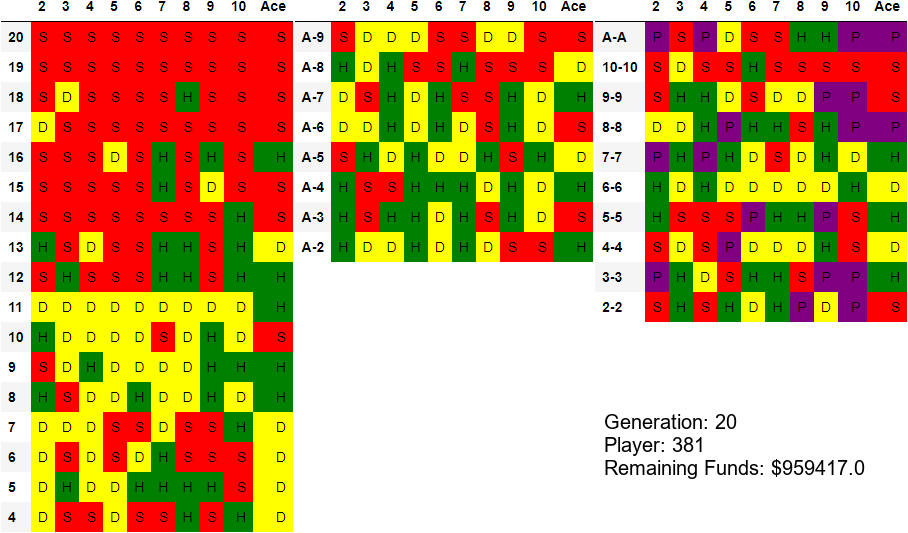 2 3 4 5 6 7 8 9 10 Ace
20 S S S S S S S S S S
19 S S S S S S S S S S
18 S D S S S S H S S S
17 D S S S S S S S S S
16 S S S D S H S H S H
15 S S S S S H S D S S
14 S S S S S S S S H S
13 H S D S S H H S H D
12 S H S S S H H S H H
11 D D D D D D D D D H
10 H D D D D S D H D S
9 S D H D D D D H H H
8 H S D D H D D H D H
7 D D D S S D S S H D
6 D S D S D H S S S D
5 D H D D H H H H S D
4 D S S D S S H S H D
2 3 4 5 6 7 8 9 10 Ace
A-9 S D D D S S D D S S
A-8 H D H S S H S S S D
A-7 D S H D H S S H D H
A-6 D D H D H D S H D S
A-5 S H D H D D H S H D
A-4 H S S H H H D H D H
A-3 H S H H D H S H D S
A-2 H D D H D H D S S H
2 3 4 5 6 7 8 9 10 Ace
A-A P S P D S S H H P P
10-10 S D S S H S S S S S
9-9 S H H D S D D P P S
8-8 D D H P H H S H P P
7-7 P H P H D S D H D H
6-6 H D H D D D D D H D
5-5 H S S S P H H P S H
4-4 S D S P D D D H S D
3-3 P H D S H H S P P H
2-2 S H S H D H P D P S
Generation: 20
Player: 381
Remaining Funds: $959417.0